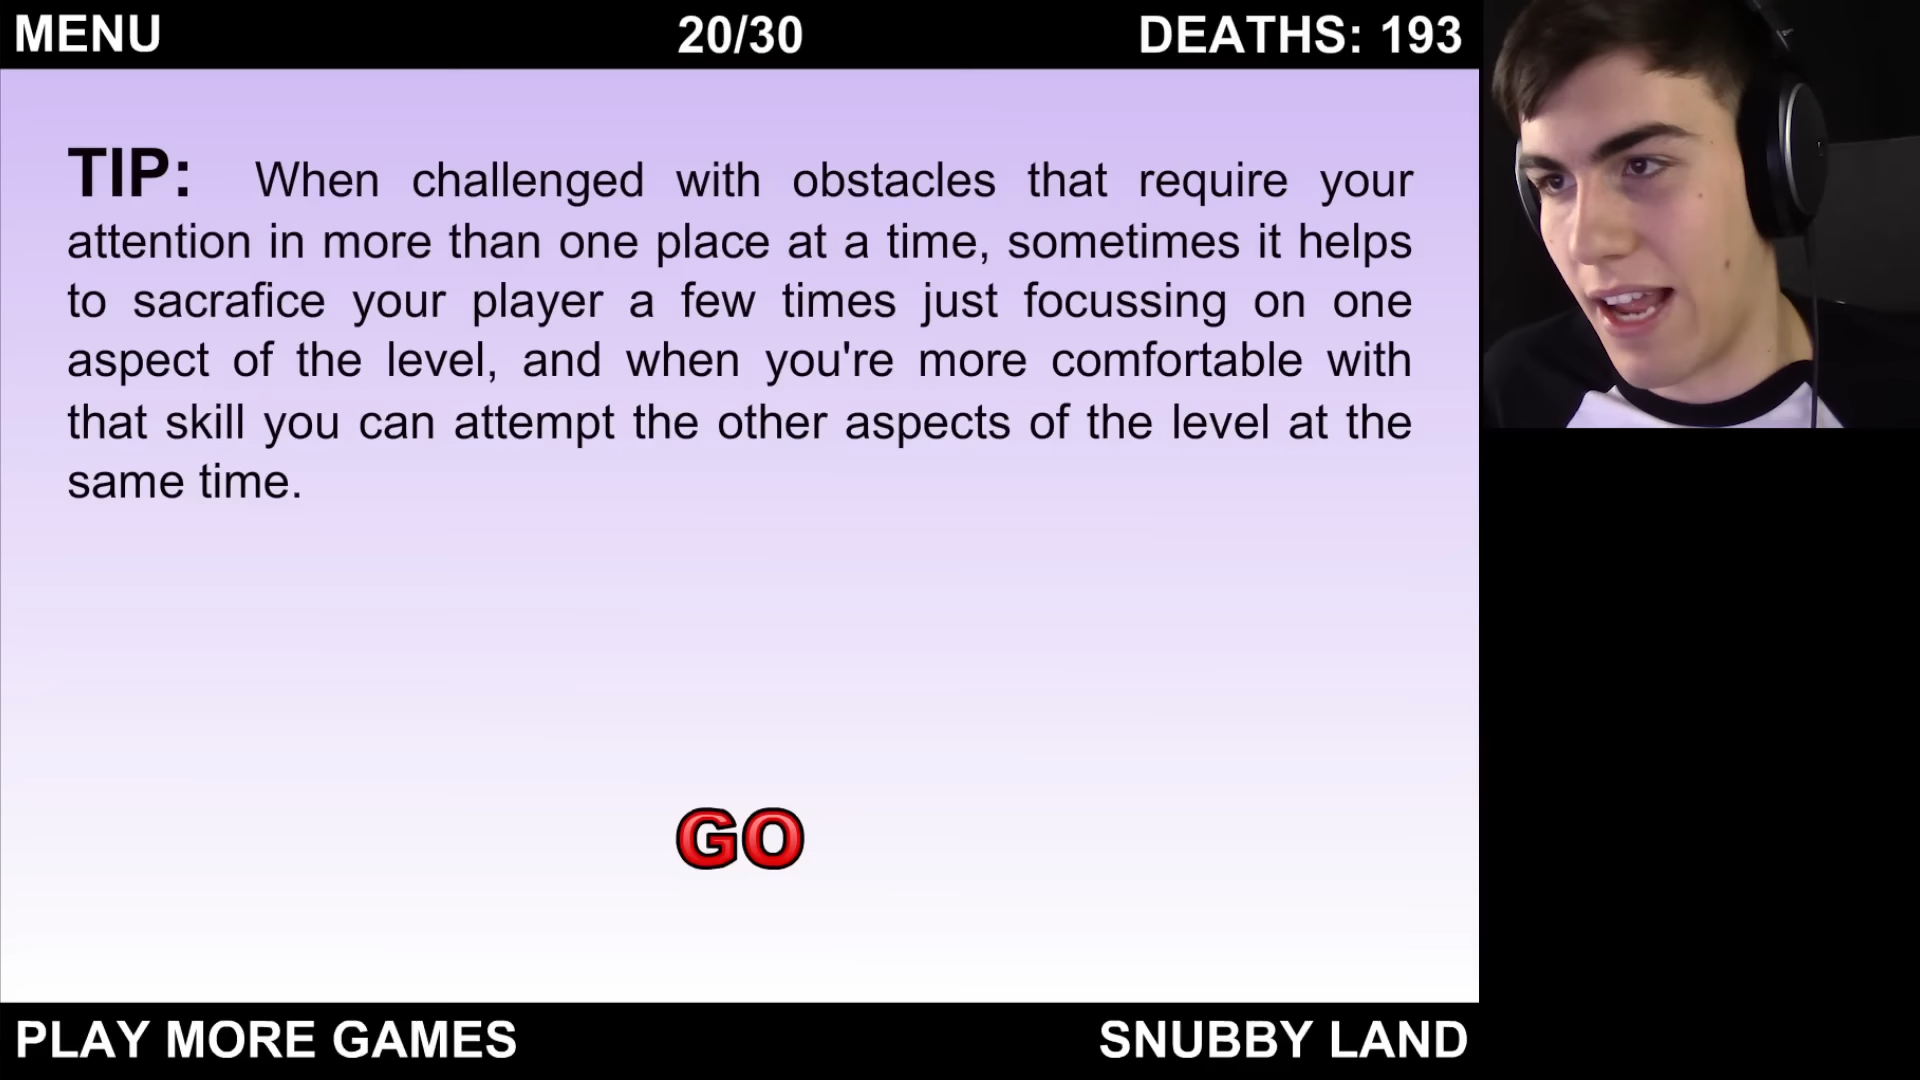 MENU 20/30 DEATHS: 193
TIP: When challenged with obstacles that require your
attention in more than one place at a time, sometimes it helps
to sacrafice your player a few times just focussing on one
aspect of the level, and when you're more comfortable with
that skill you can attempt the other aspects of the level at the
same time.
GO
PLAY MORE GAMES SNUBBY LAND